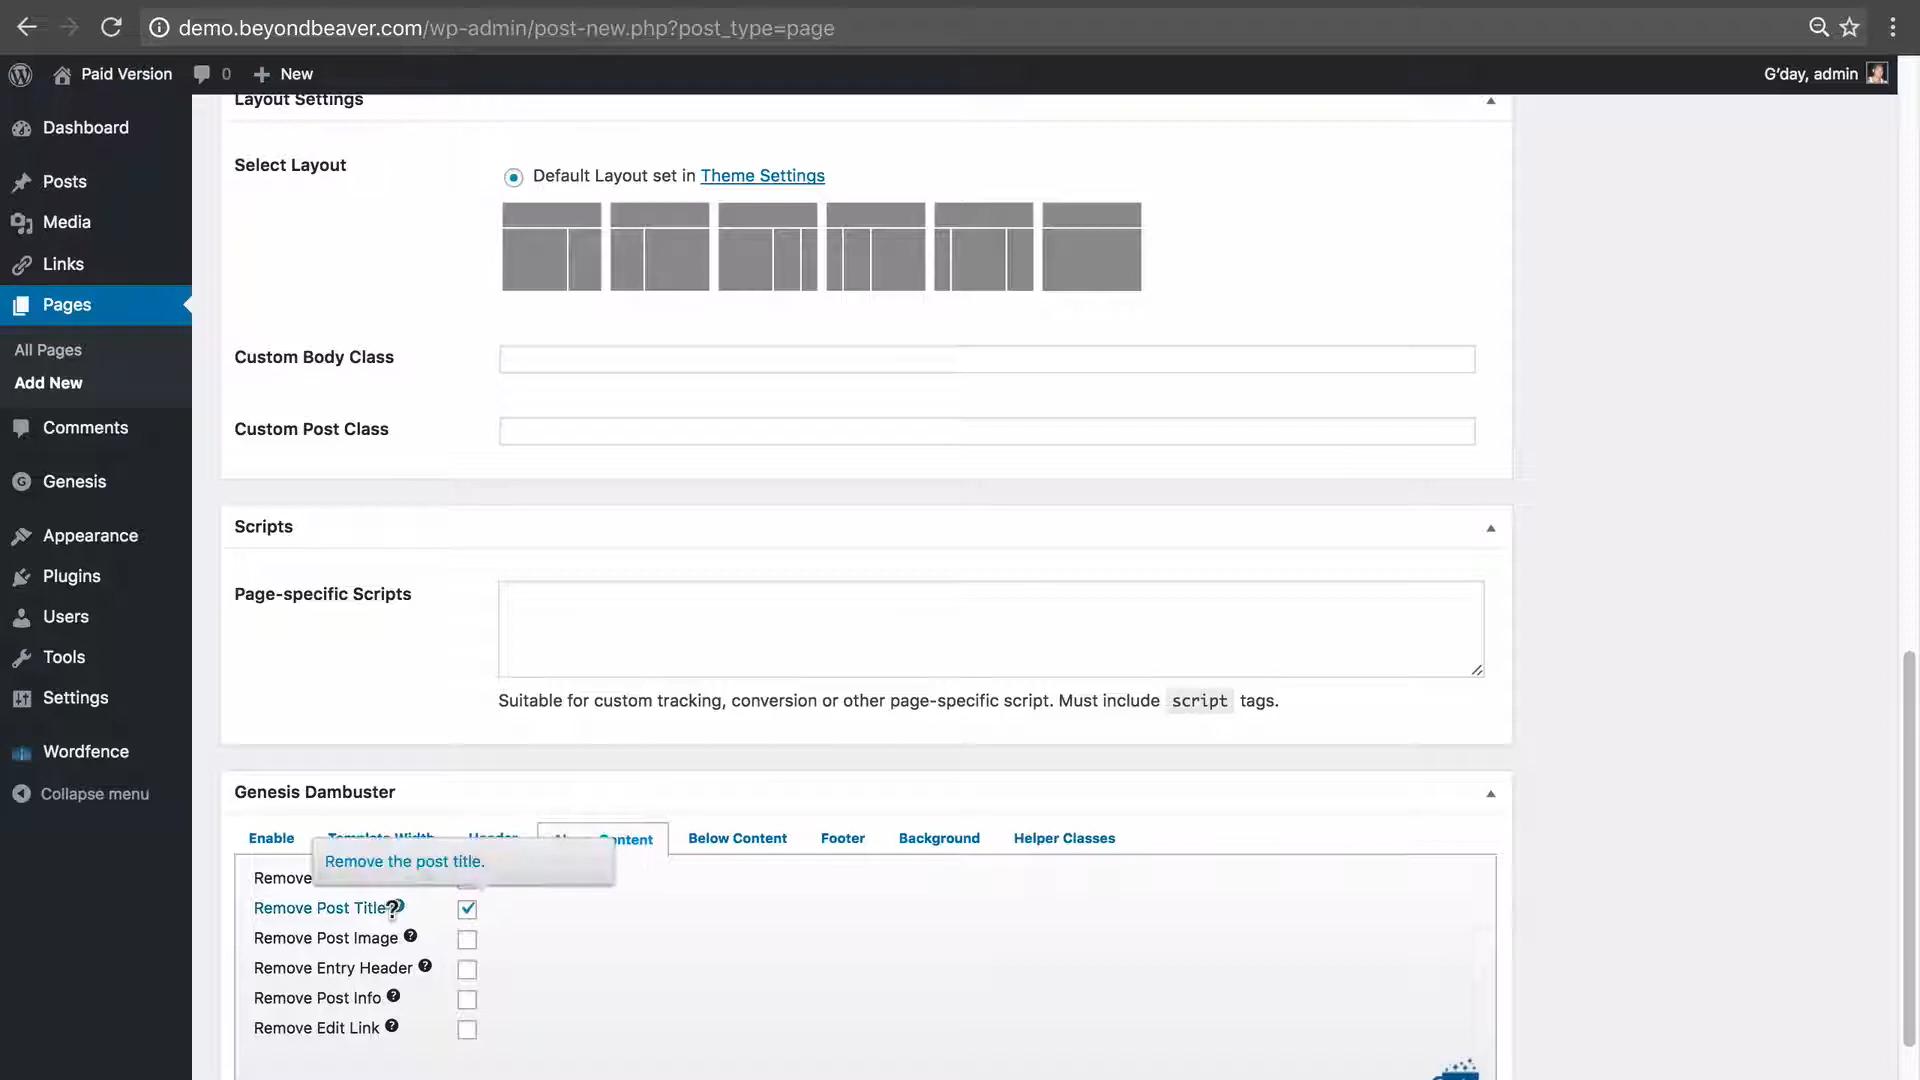 demo.beyondbeaver.com/wp-admin/post-new.php?post_type=page
Paid Version 0 New G'day, admin
Dashboard
Posts
Media
Links
Pages
All Pages
Add New
Comments
Genesis
Appearance
Plugins
Users
Tools
Settings
Wordfence
Collapse menu
Layout Settings
Select Layout
Default Layout set in Theme Settings
Custom Body Class
Custom Post Class
Scripts
Page-specific Scripts
Suitable for custom tracking, conversion or other page-specific script. Must include script tags.
Genesis Dambuster
Enable Template Width Header Content Below Content Footer Background Helper Classes
Remove the post title.
Remove
Remove Post Title ?
Remove Post Image ?
Remove Entry Header ?
Remove Post Info ?
Remove Edit Link ?